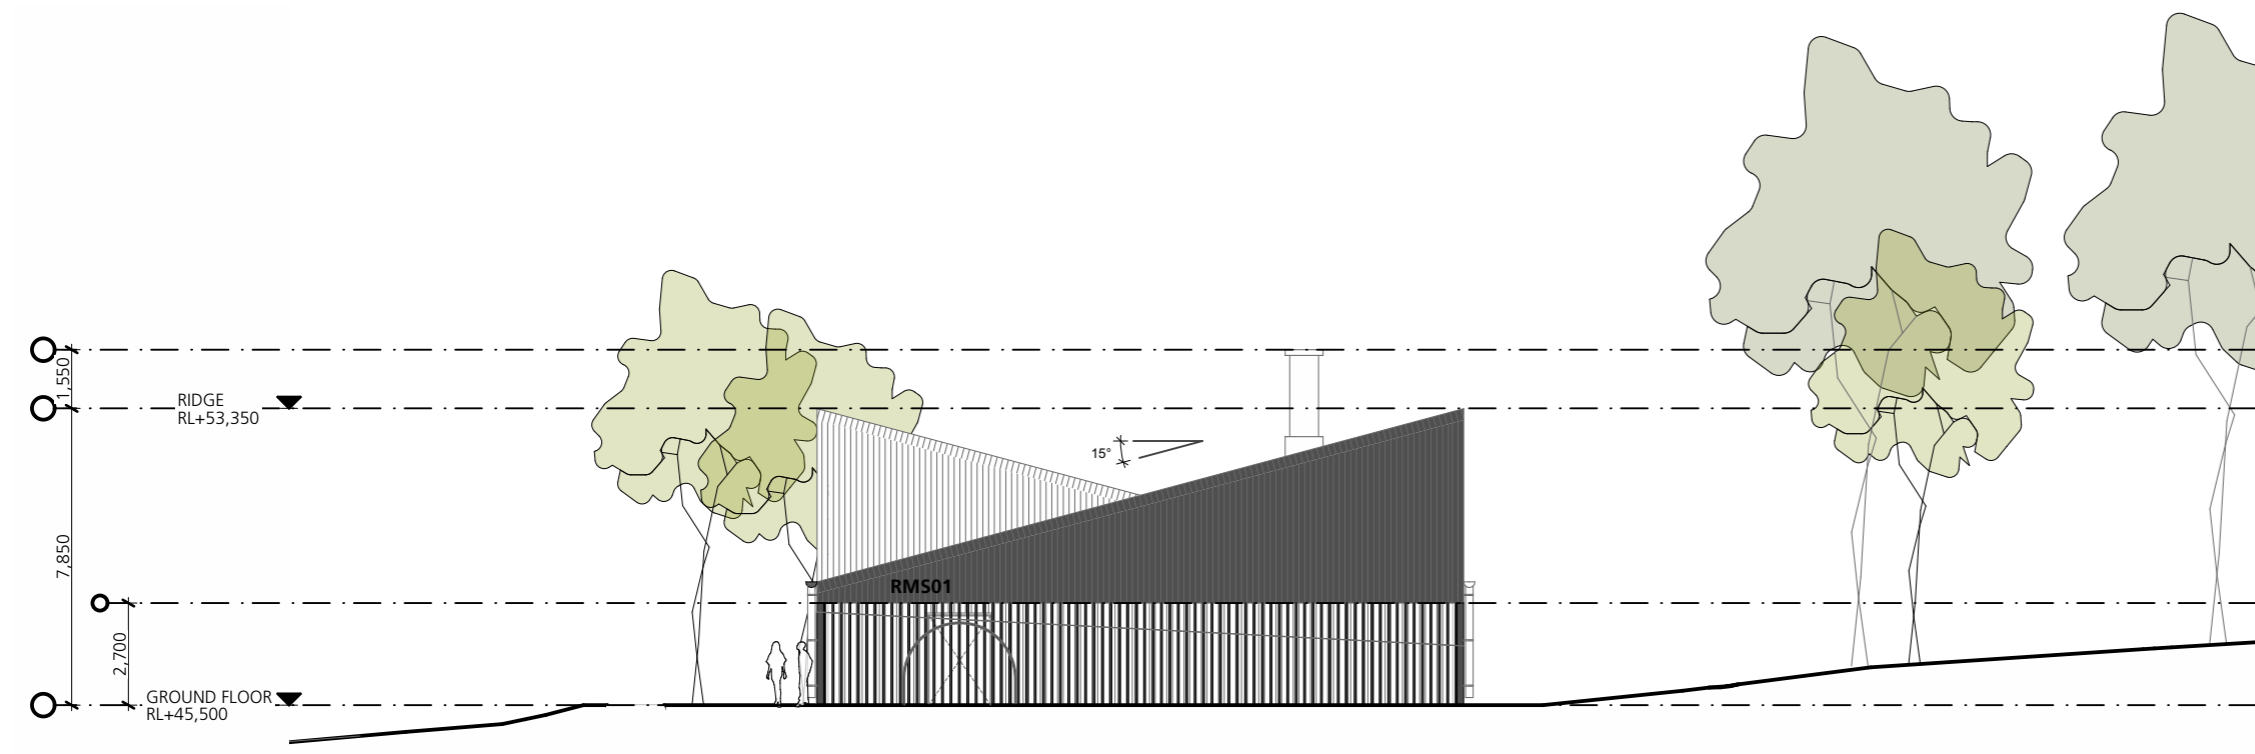 1,550
RIDGE
RL+53,350
15°
7,850
RMS01
2,700
GROUND FLOOR
RL+45,500